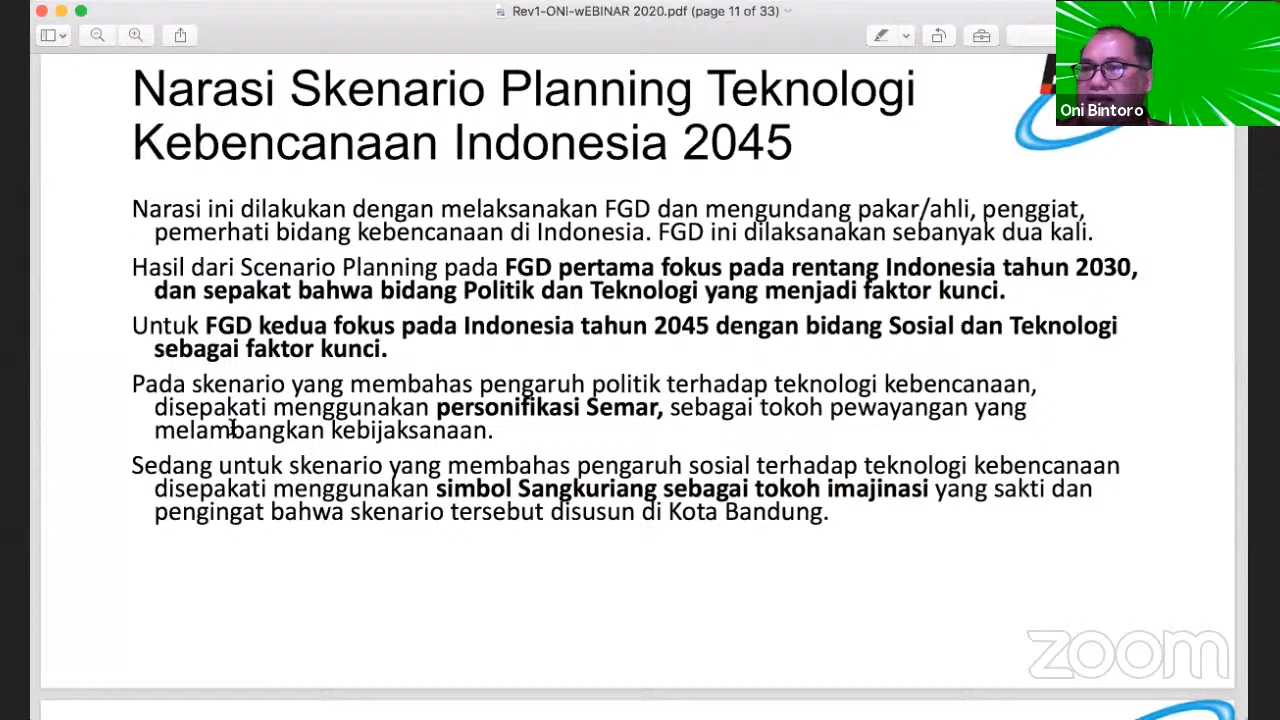 Rev1-ONI-wEBINAR 2020.pdf (page 11 of 33)
Oni Bintoro
Narasi Skenario Planning Teknologi
Kebencanaan Indonesia 2045
Narasi ini dilakukan dengan melaksanakan FGD dan mengundang pakar/ahli, penggiat,
pemerhati bidang kebencanaan di Indonesia. FGD ini dilaksanakan sebanyak dua kali.
Hasil dari Scenario Planning pada FGD pertama fokus pada rentang Indonesia tahun 2030,
dan sepakat bahwa bidang Politik dan Teknologi yang menjadi faktor kunci.
Untuk FGD kedua fokus pada Indonesia tahun 2045 dengan bidang Sosial dan Teknologi
sebagai faktor kunci.
Pada skenario yang membahas pengaruh politik terhadap teknologi kebencanaan,
disepakati menggunakan personifikasi Semar, sebagai tokoh pewayangan yang
melambangkan kebijaksanaan.
Sedang untuk skenario yang membahas pengaruh sosial terhadap teknologi kebencanaan
disepakati menggunakan simbol Sangkuriang sebagai tokoh imajinasi yang sakti dan
pengingat bahwa skenario tersebut disusun di Kota Bandung.
zoom